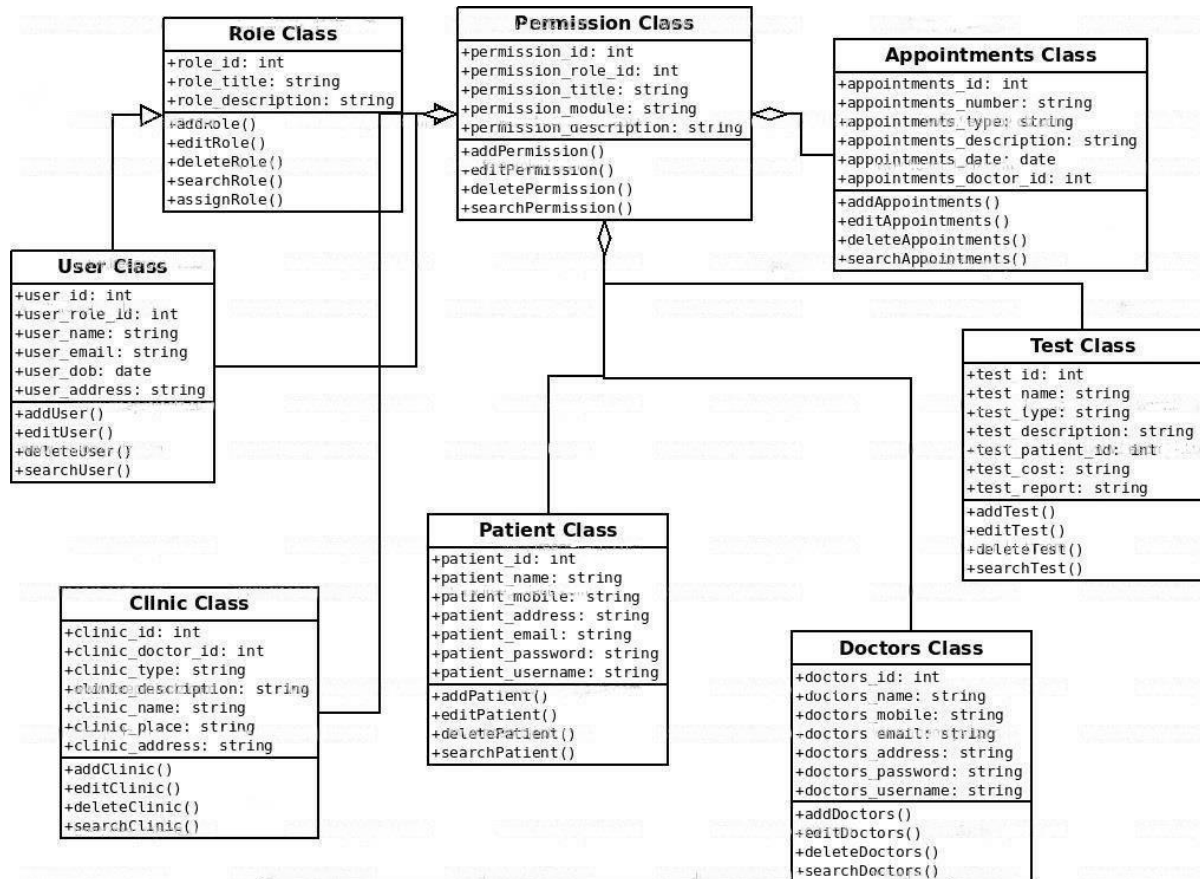 Role Class
+role_id: int
+role_title: string
+role_description: string
+addRole()
+editRole()
+deleteRole()
+searchRole()
+assignRole()
Permission Class
+permission_id: int
+permission_role_id: int
+permission_title: string
+permission_module: string
+permission_description: string
+addPermission()
+editPermission()
+deletePermission()
+searchPermission()
Appointments Class
+appointments_id: int
+appointments_number: string
+appointments_type: string
+appointments_description: string
+appointments_date: date
+appointments_doctor_id: int
+addAppointments()
+editAppointments()
+deleteAppointments()
+searchAppointments()
User Class
+user_id: int
+user_role_id: int
+user_name: string
+user_email: string
+user_dob: date
+user_address: string
+addUser()
+editUser()
+deleteUser()
+searchUser()
Test Class
+test_id: int
+test_name: string
+test_type: string
+test_description: string
+test_patient_id: int
+test_cost: string
+test_report: string
+addTest()
+editTest()
+deleteTest()
+searchTest()
Patient Class
+patient_id: int
+patient_name: string
+patient_mobile: string
+patient_address: string
+patient_email: string
+patient_password: string
+patient_username: string
+addPatient()
+editPatient()
+deletePatient()
+searchPatient()
Clinic Class
+clinic_id: int
+clinic_doctor_id: int
+clinic_type: string
+clinic_description: string
+clinic_name: string
+clinic_place: string
+clinic_address: string
+addClinic()
+editClinic()
+deleteClinic()
+searchClinic()
Doctors Class
+doctors_id: int
+doctors_name: string
+doctors_mobile: string
+doctors_email: string
+doctors_address: string
+doctors_password: string
+doctors_username: string
+addDoctors()
+editDoctors()
+deleteDoctors()
+searchDoctors()